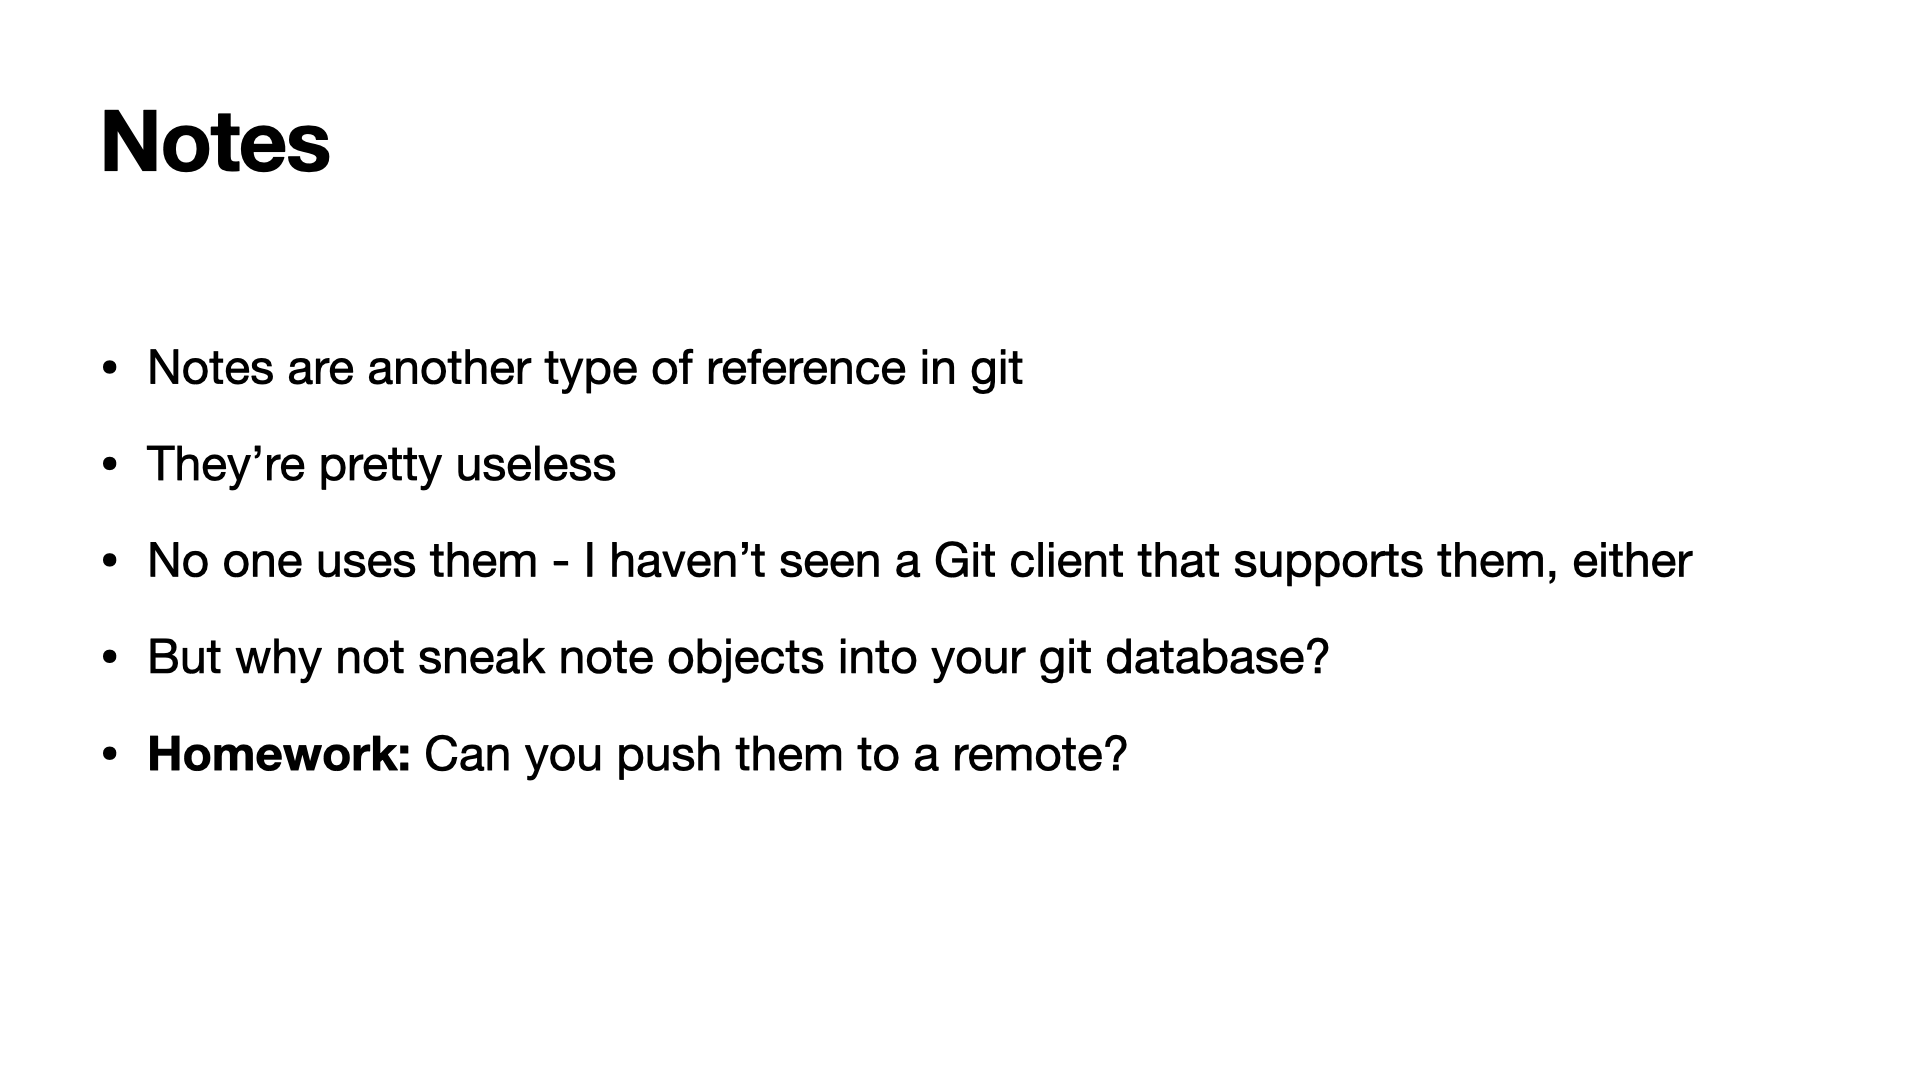 Notes
• Notes are another type of reference in git
• They’re pretty useless
• No one uses them - I haven’t seen a Git client that supports them, either
• But why not sneak note objects into your git database?
• Homework: Can you push them to a remote?